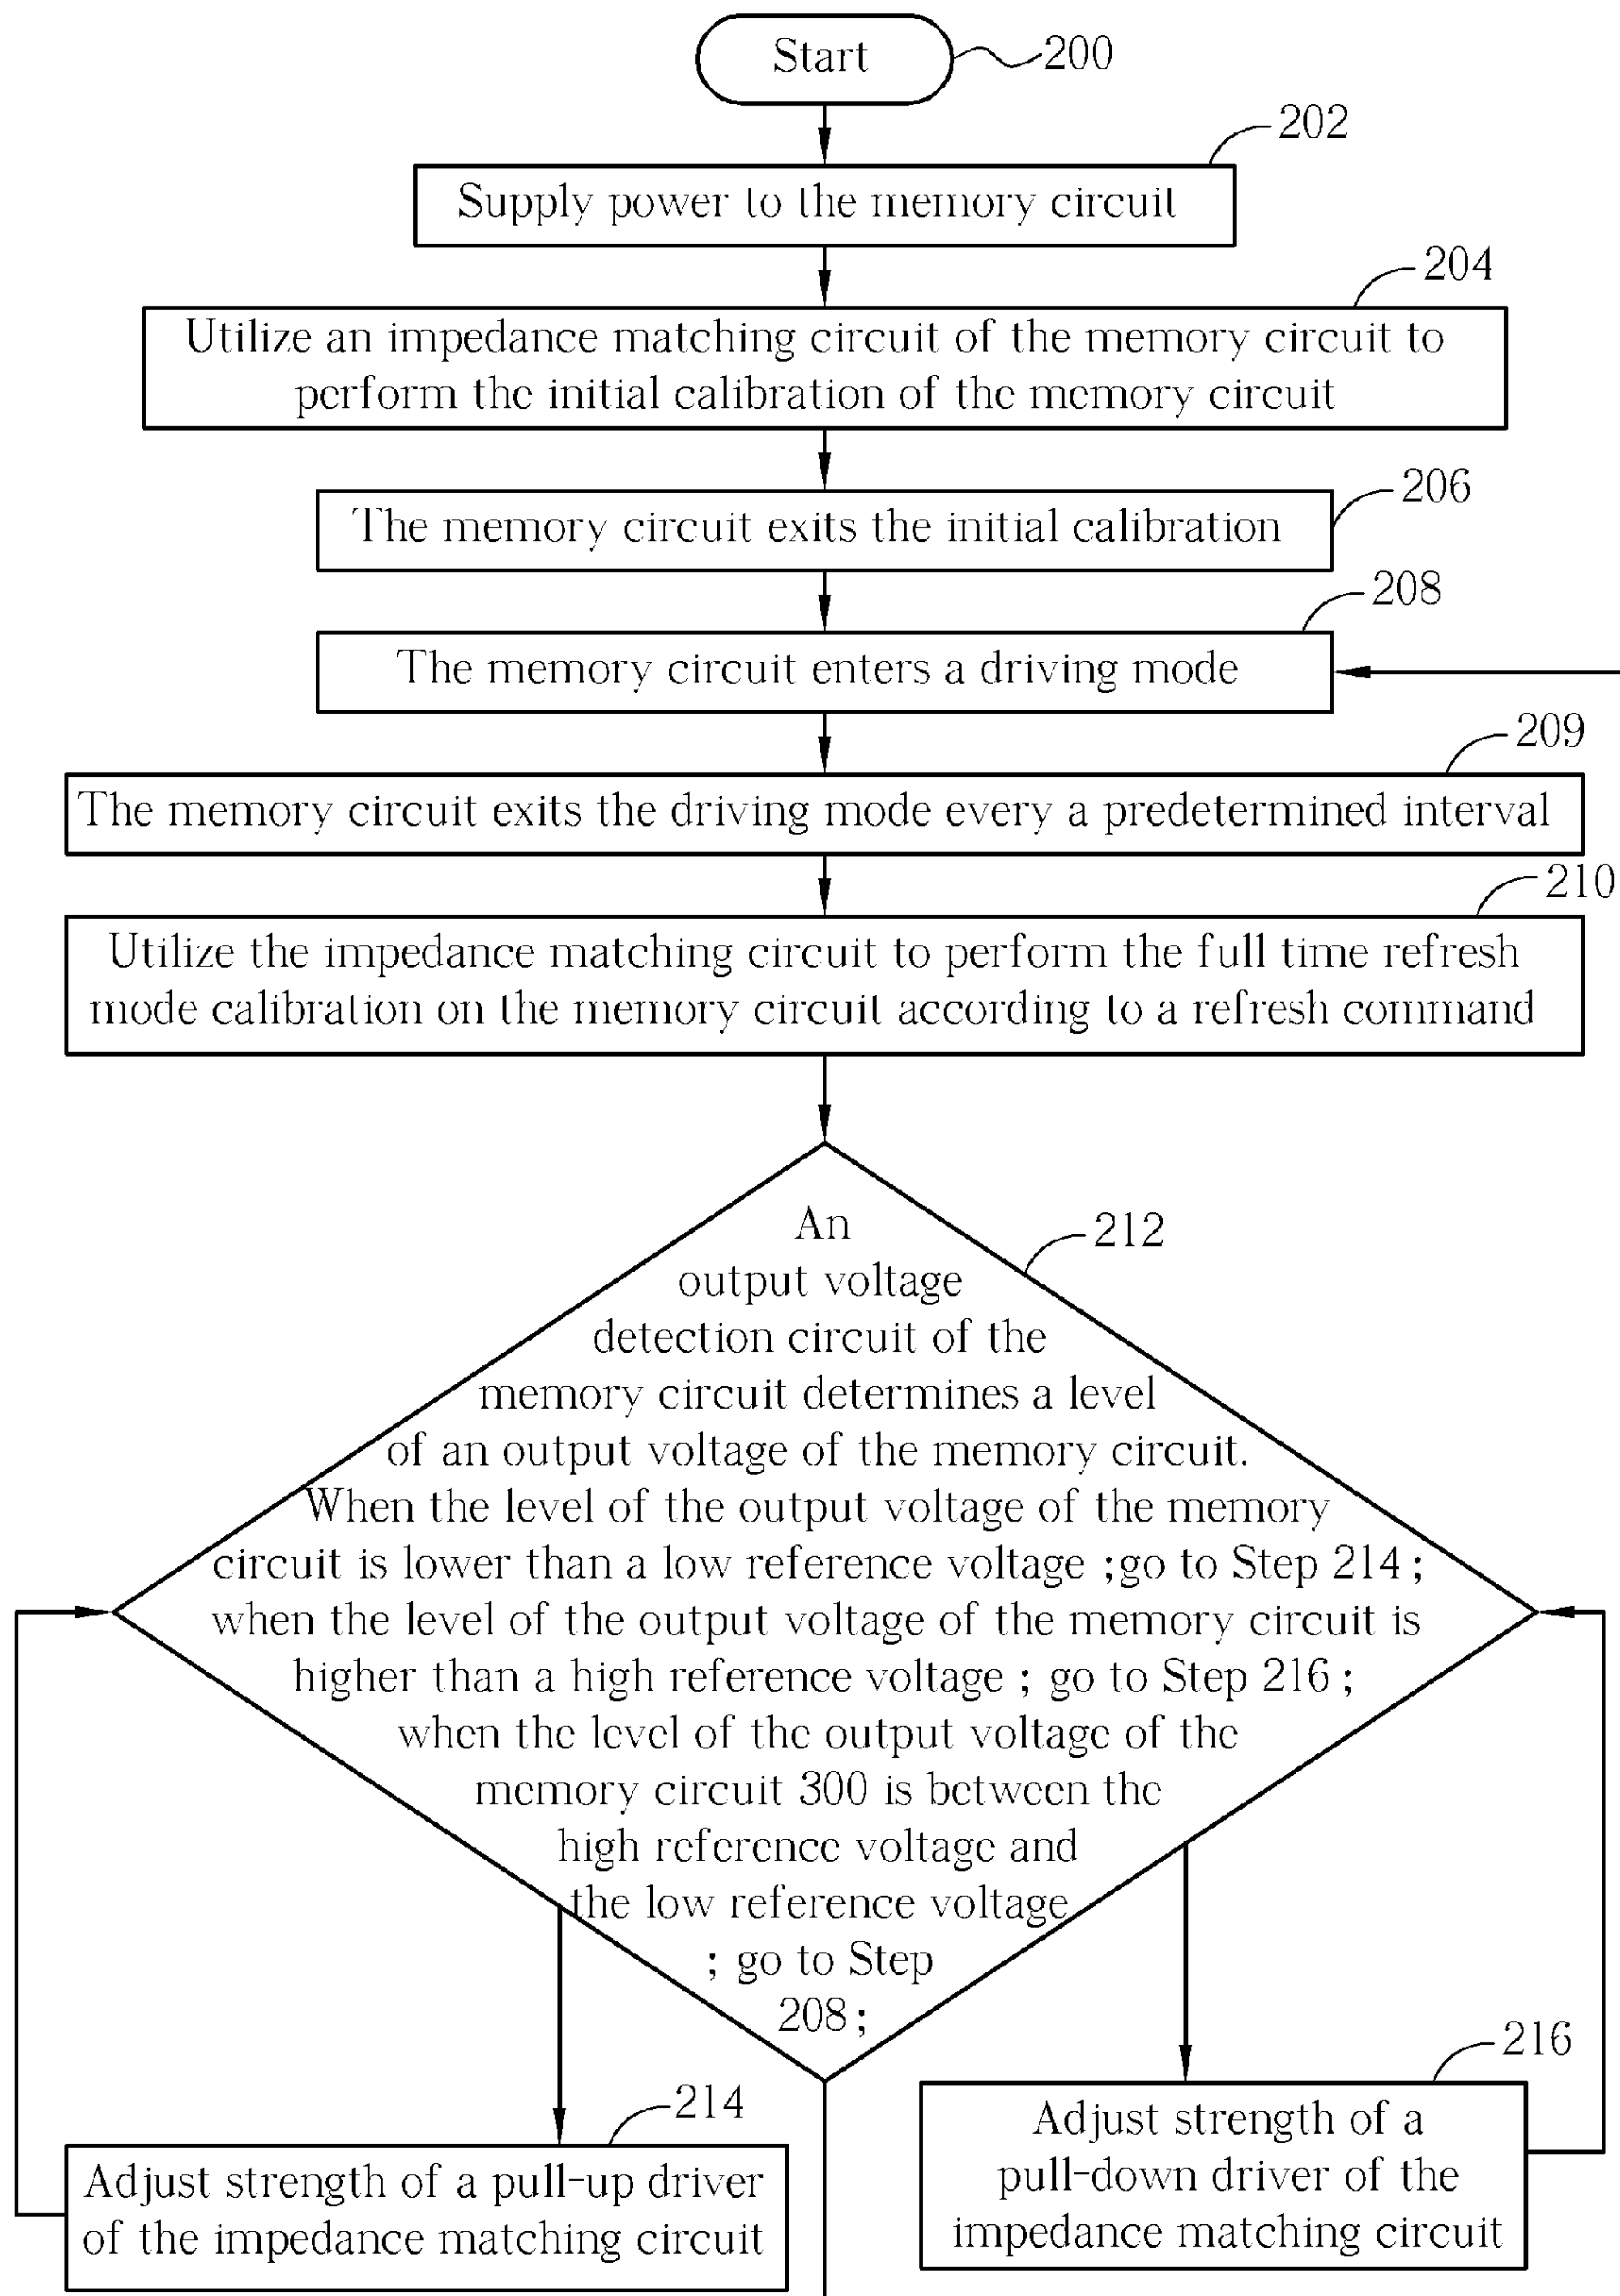 Start
200
202
Supply power to the memory circuit
204
Utilize an impedance matching circuit of the memory circuit to
perform the initial calibration of the memory circuit
206
The memory circuit exits the initial calibration
208
The memory circuit enters a driving mode
209
The memory circuit exits the driving mode every a predetermined interval
210
Utilize the impedance matching circuit to perform the full time refresh
mode calibration on the memory circuit according to a refresh command
212
An
output voltage
detection circuit of the
memory circuit determines a level
of an output voltage of the memory circuit.
When the level of the output voltage of the memory
circuit is lower than a low reference voltage ;go to Step 214 ;
when the level of the output voltage of the memory circuit is
higher than a high reference voltage ; go to Step 216 ;
when the level of the output voltage of the
memory circuit 300 is between the
high reference voltage and
the low reference voltage
; go to Step
208 ;
214
Adjust strength of a pull-up driver
of the impedance matching circuit
216
Adjust strength of a
pull-down driver of the
impedance matching circuit